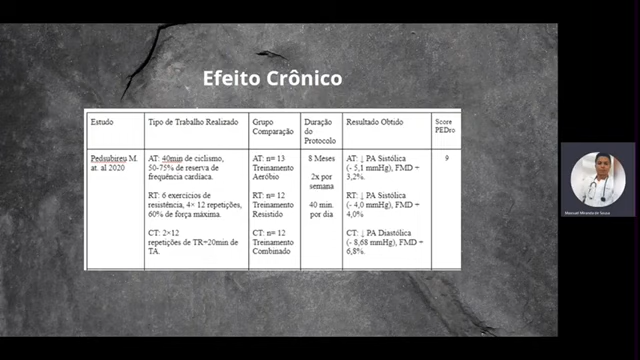 Efeito Crônico
Estudo
Tipo de Trabalho Realizado
Grupo
Comparação
Duração
do
Protocolo
Resultado Obtido
Score
PEDro
Pedsubireu M.
at. al 2020
AT: 40min de ciclismo,
50-75% de reserva de
frequência cardíaca.
RT: 6 exercícios de
resistência, 4× 12 repetições,
60% de força máxima.
CT: 2×12
repetições de TR=20min de
TA.
AT: n= 13
Treinamento
Aeróbio
RT: n= 12
Treinamento
Resistido
CT: n= 12
Treinamento
Combinado
8 Meses
2x por
semana
40 min.
por dia
AT: ↓ PA Sistólica
(- 5,1 mmHg), FMD +
3,2%.
RT: ↓ PA Sistólica
(- 4,0 mmHg), FMD +
4,0%
CT: ↓ PA Diastólica
(- 8,68 mmHg), FMD +
6,8%.
9
Manoel Miranda de Sousa